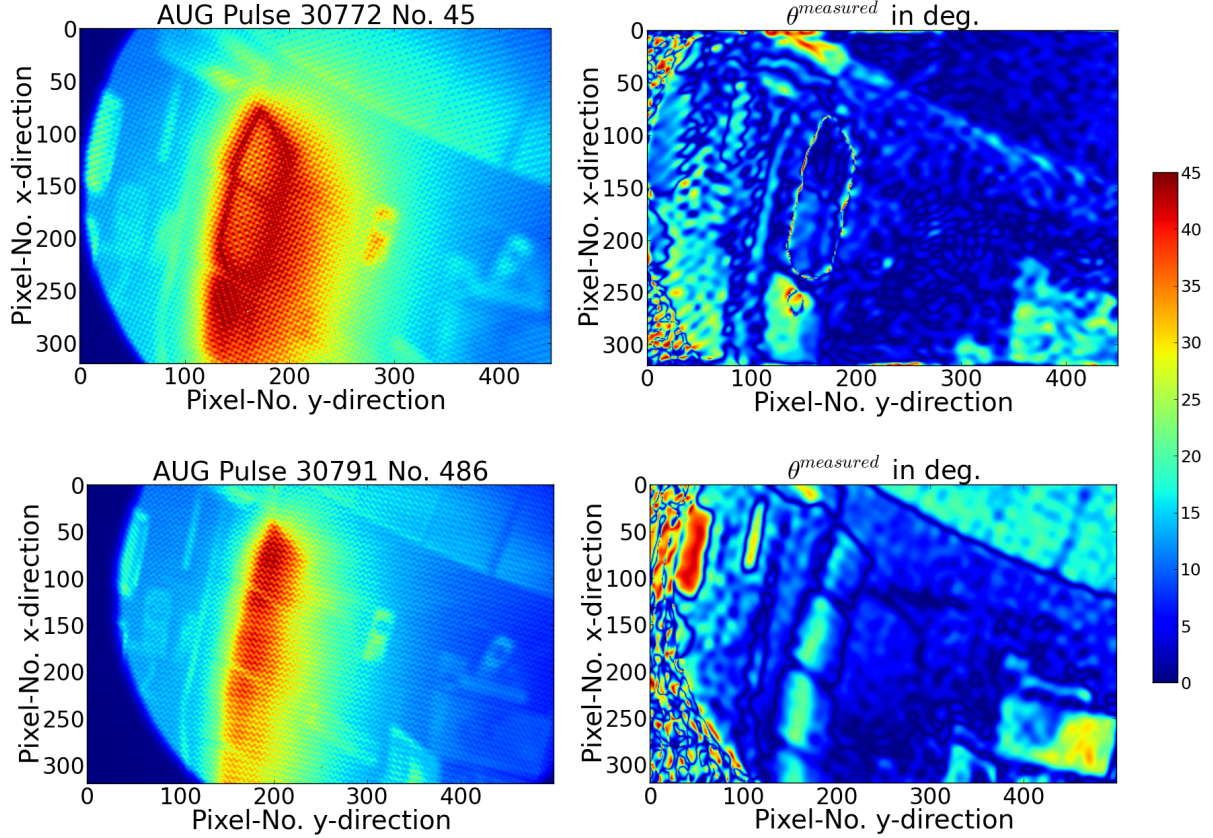 AUG Pulse 30772 No. 45
θ^measured in deg.
0
50
100
150
200
250
300
Pixel-No. x-direction
0 100 200 300 400
Pixel-No. y-direction
0
50
100
150
200
250
300
Pixel-No. x-direction
0 100 200 300 400
Pixel-No. y-direction
45
40
35
30
25
20
15
10
5
0
AUG Pulse 30791 No. 486
θ^measured in deg.
0
50
100
150
200
250
300
Pixel-No. x-direction
0 100 200 300 400
Pixel-No. y-direction
0
50
100
150
200
250
300
Pixel-No. x-direction
0 100 200 300 400
Pixel-No. y-direction